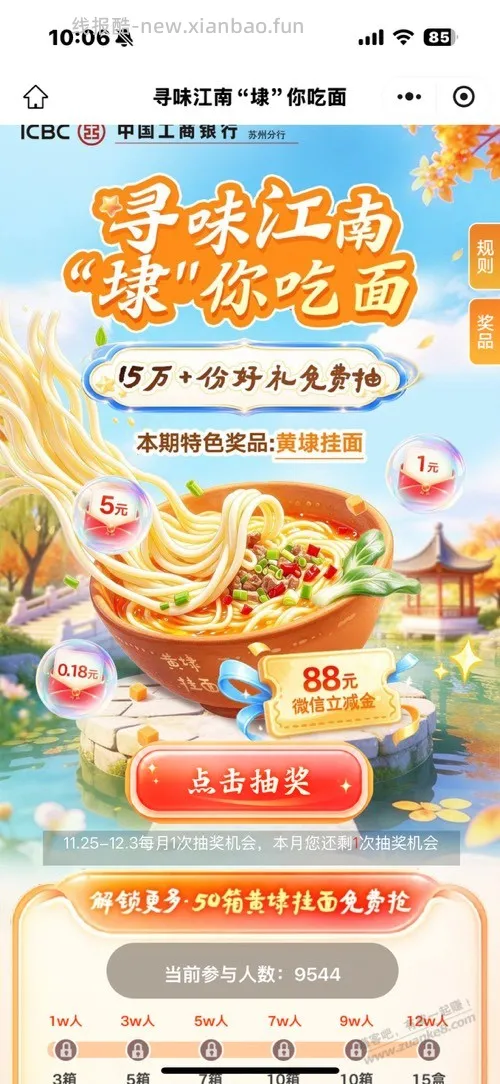 线报酷-new.xianbao.fun
10:06
85
寻味江南“埭”你吃面
ICBC 中国工商银行 苏州分行
规则
奖品
寻味江南
“埭”你吃面
15万+份好礼免费抽
本期特色奖品:黄埭挂面
1元
5元
黄埭
挂面
0.18元
88元
微信立减金
点击抽奖
11.25-12.3每月1次抽奖机会，本月您还剩1次抽奖机会
解锁更多·50箱黄埭挂面免费抢
当前参与人数：9544
1w人 3w人 5w人 7w人 9w人 12w人
3箱 5箱 7箱 10箱 10箱 15盒